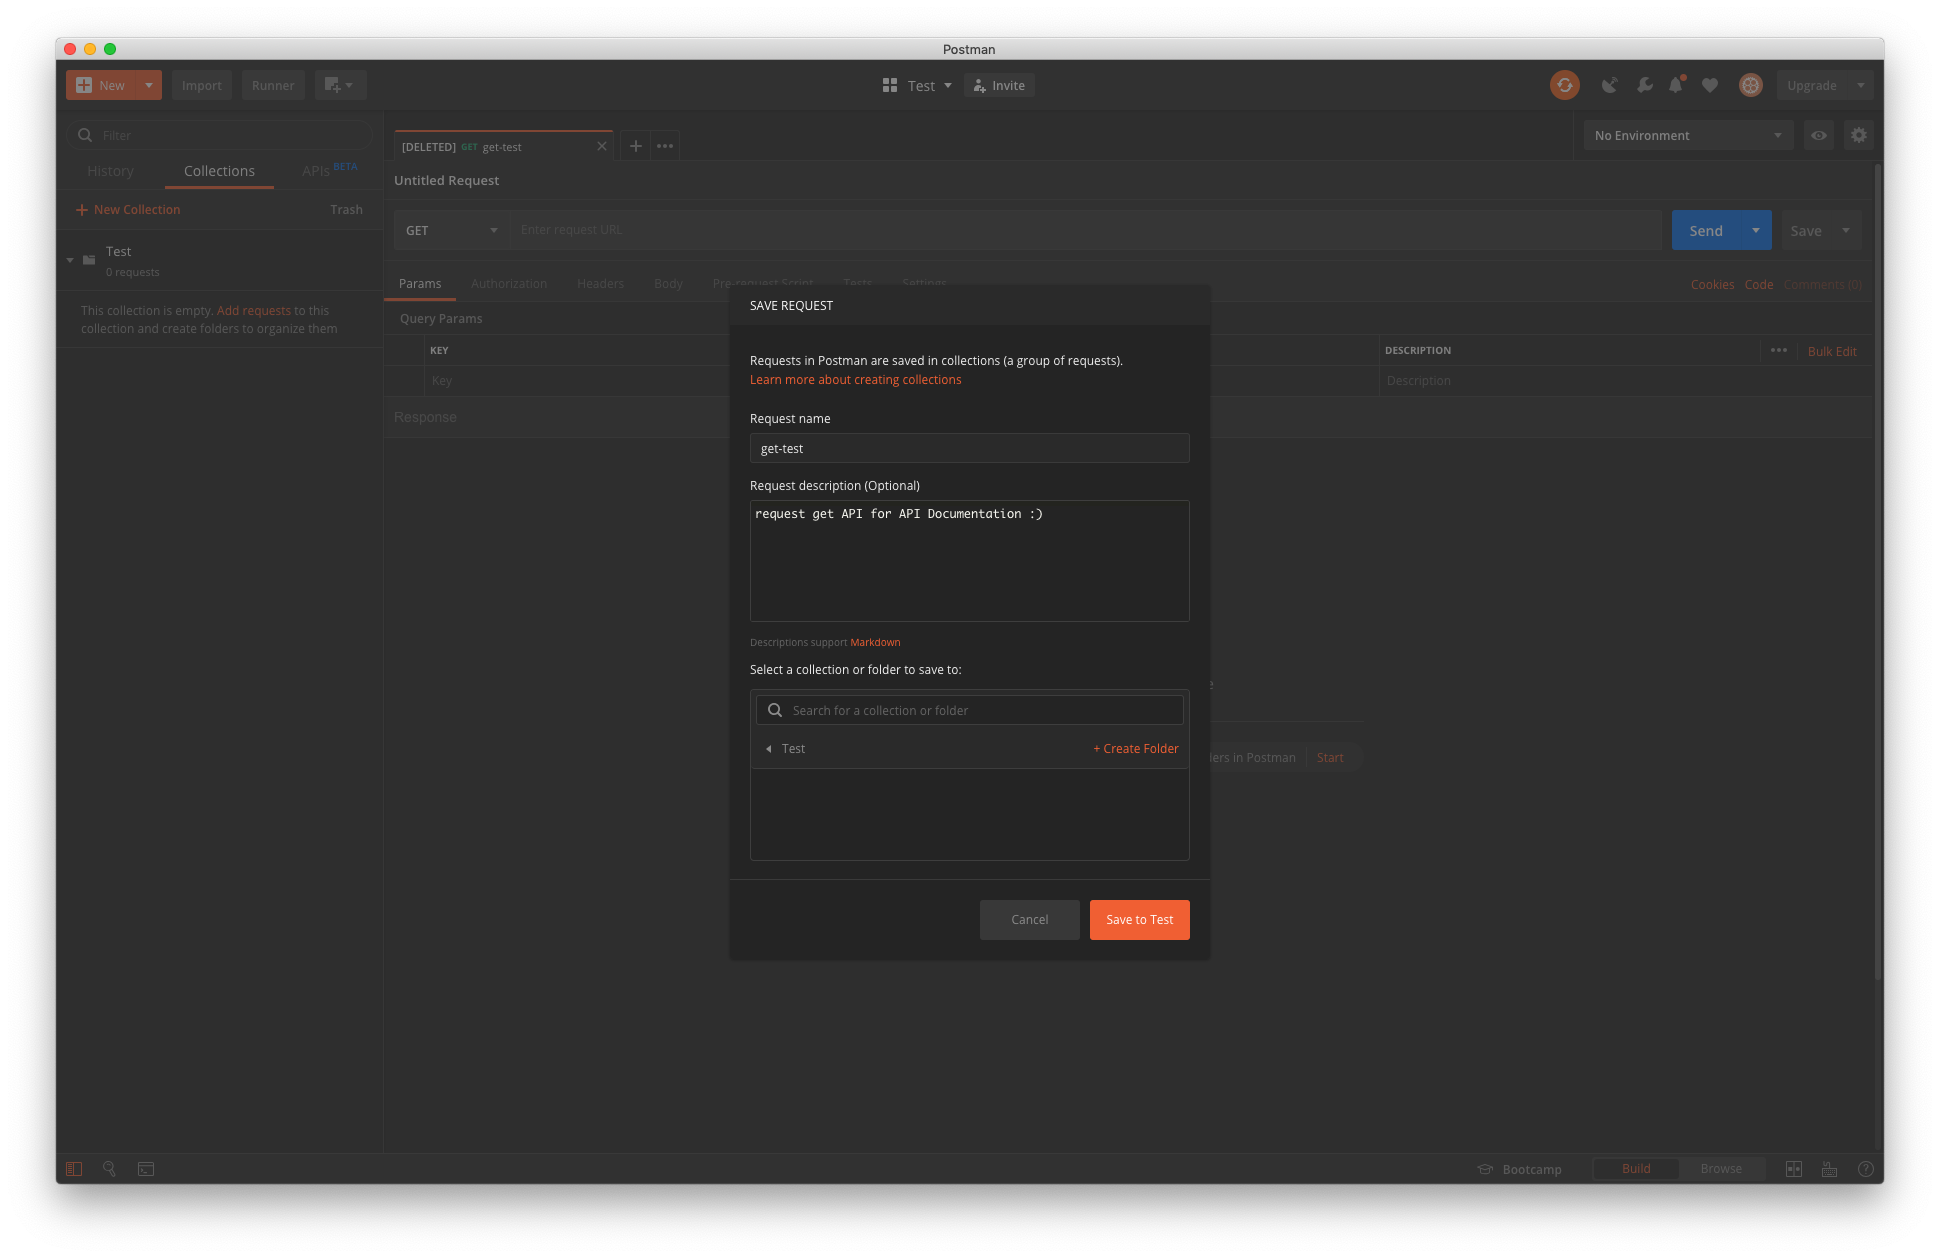 Postman
New
Import
Runner
Test
Invite
Upgrade
Filter
[DELETED] GET get-test
No Environment
History
Collections
APIs BETA
Untitled Request
New Collection
Trash
GET
Enter request URL
Send
Save
Test
0 requests
Params
Authorization
Headers
Body
Pre-request Script
Tests
Settings
Cookies
Code
Comments (0)
This collection is empty. Add requests to this
collection and create folders to organize them
Query Params
KEY
DESCRIPTION
Bulk Edit
Key
Description
Response
SAVE REQUEST
Requests in Postman are saved in collections (a group of requests).
Learn more about creating collections
Request name
get-test
Request description (Optional)
request get API for API Documentation :)
Descriptions support Markdown
Select a collection or folder to save to:
Search for a collection or folder
Test
+ Create Folder
in Postman
Start
Cancel
Save to Test
Bootcamp
Build
Browse